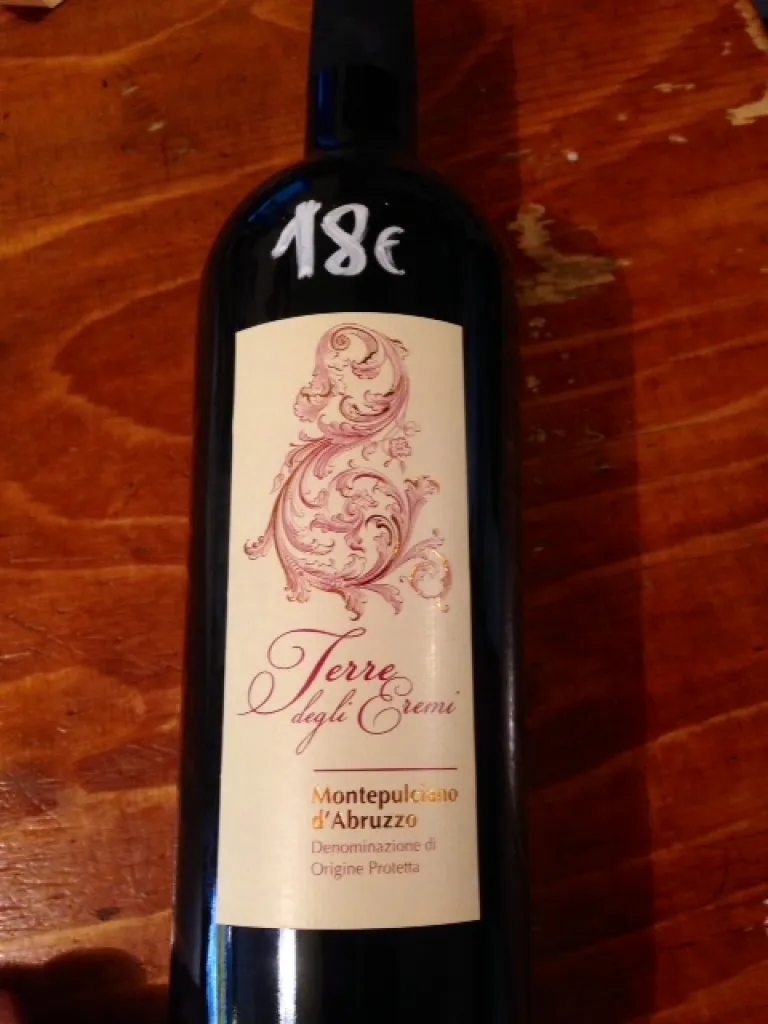 18€
Terre
degli Eremi
Montepulciano
d'Abruzzo
Denominazione di
Origine Protetta